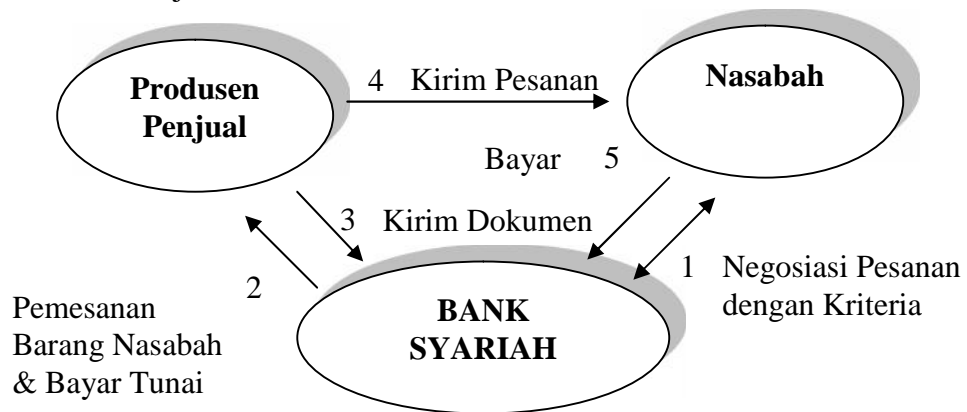 Produsen
Penjual
4 Kirim Pesanan
Nasabah
Bayar 5
3 Kirim Dokumen
2
Pemesanan
Barang Nasabah
& Bayar Tunai
BANK
SYARIAH
1 Negosiasi Pesanan
dengan Kriteria